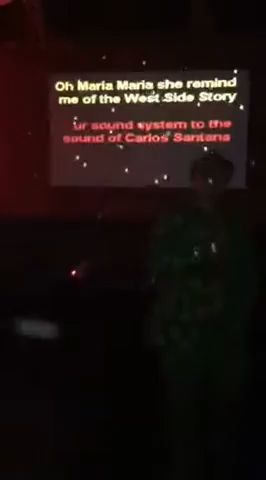 Oh Maria Maria she remind
me of the West Side Story
ur sound system to the
sound of Carlos Santana